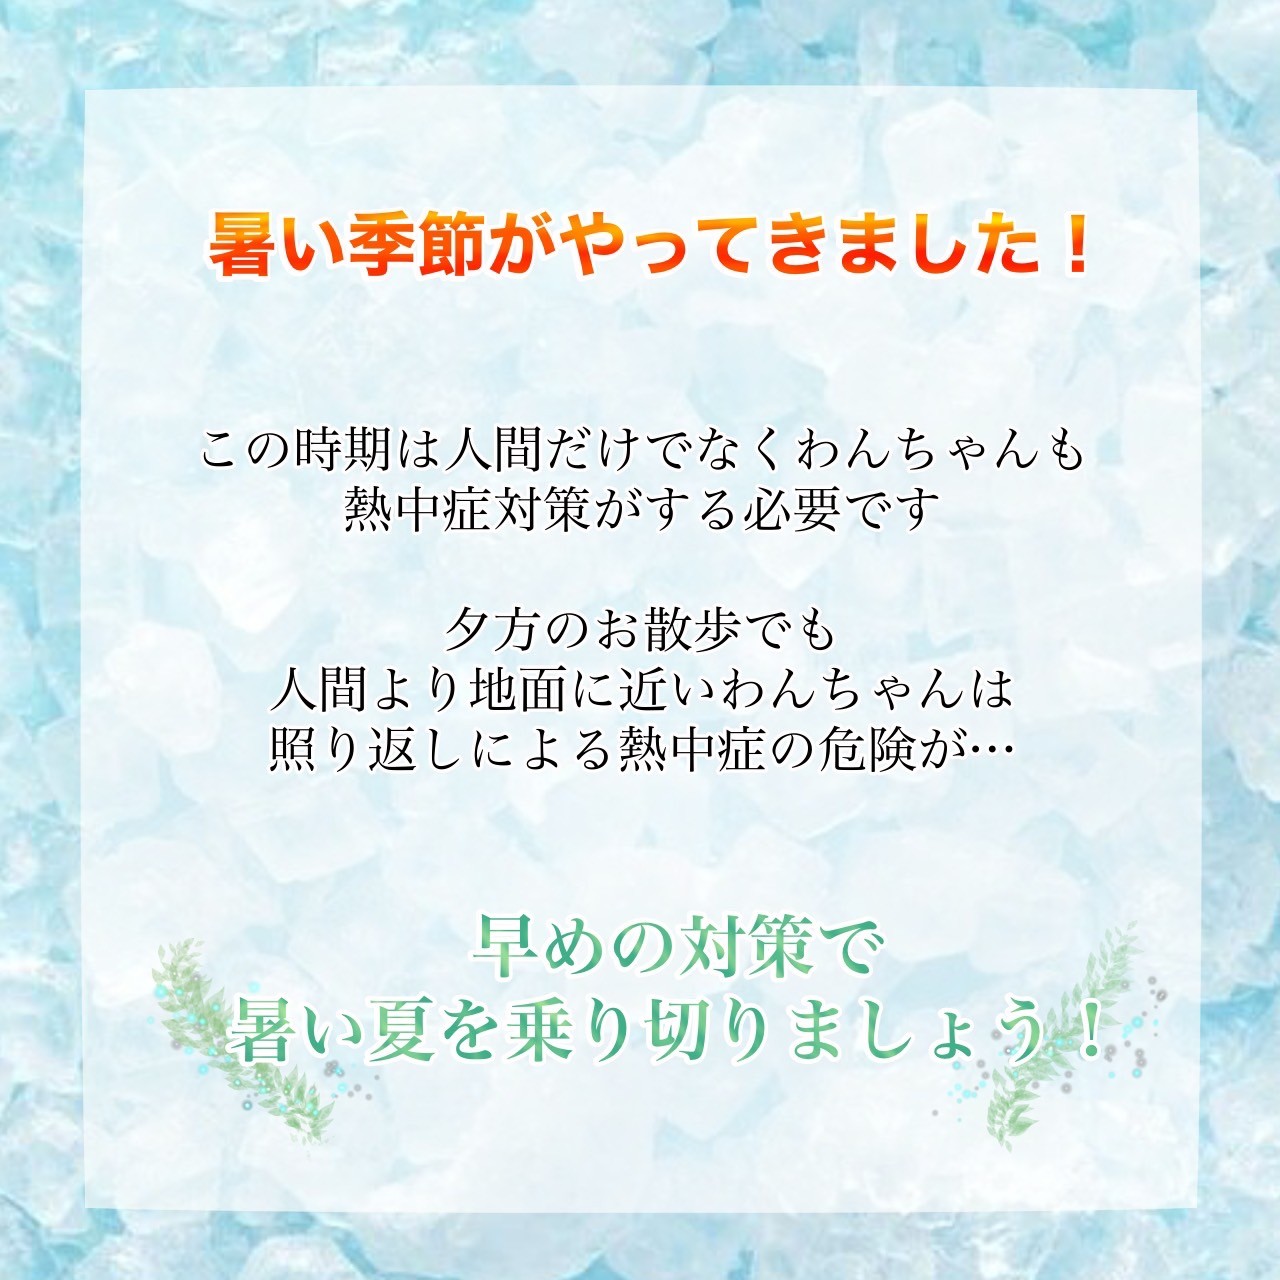 暑い季節がやってきました！
この時期は人間だけでなくわんちゃんも
熱中症対策がする必要です
夕方のお散歩でも
人間より地面に近いわんちゃんは
照り返しによる熱中症の危険が…
早めの対策で
暑い夏を乗り切りましょう！